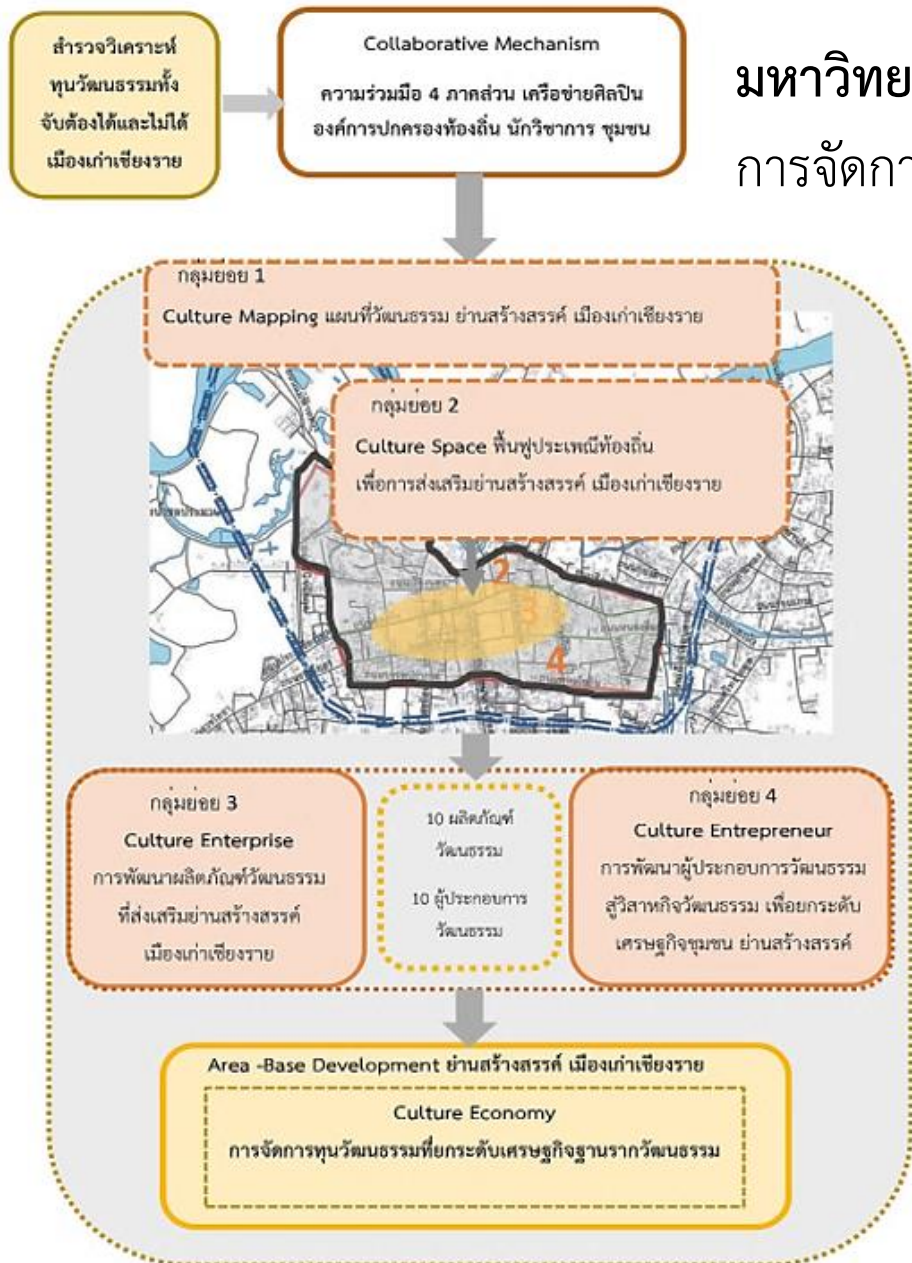 สำรวจวิเคราะห์
ทุนวัฒนธรรมทั้ง
จับต้องได้และไม่ได้
เมืองเก่าเชียงราย
Collaborative Mechanism
ความร่วมมือ 4 ภาคส่วน เครือข่ายศิลปิน
องค์การปกครองท้องถิ่น นักวิชาการ ชุมชน
มหาวิทย
การจัดกา
กลุ่มย่อย 1
Culture Mapping แผนที่วัฒนธรรม ย่านสร้างสรรค์ เมืองเก่าเชียงราย
กลุ่มย่อย 2
Culture Space ฟื้นฟูประเพณีท้องถิ่น
เพื่อการส่งเสริมย่านสร้างสรรค์ เมืองเก่าเชียงราย
2
3
4
กลุ่มย่อย 3
Culture Enterprise
การพัฒนาผลิตภัณฑ์วัฒนธรรม
ที่ส่งเสริมย่านสร้างสรรค์
เมืองเก่าเชียงราย
10 ผลิตภัณฑ์
วัฒนธรรม
10 ผู้ประกอบการ
วัฒนธรรม
กลุ่มย่อย 4
Culture Entrepreneur
การพัฒนาผู้ประกอบการวัฒนธรรม
สู่วิสาหกิจวัฒนธรรม เพื่อยกระดับ
เศรษฐกิจชุมชน ย่านสร้างสรรค์
Area -Base Development ย่านสร้างสรรค์ เมืองเก่าเชียงราย
Culture Economy
การจัดการทุนวัฒนธรรมที่ยกระดับเศรษฐกิจฐานรากวัฒนธรรม